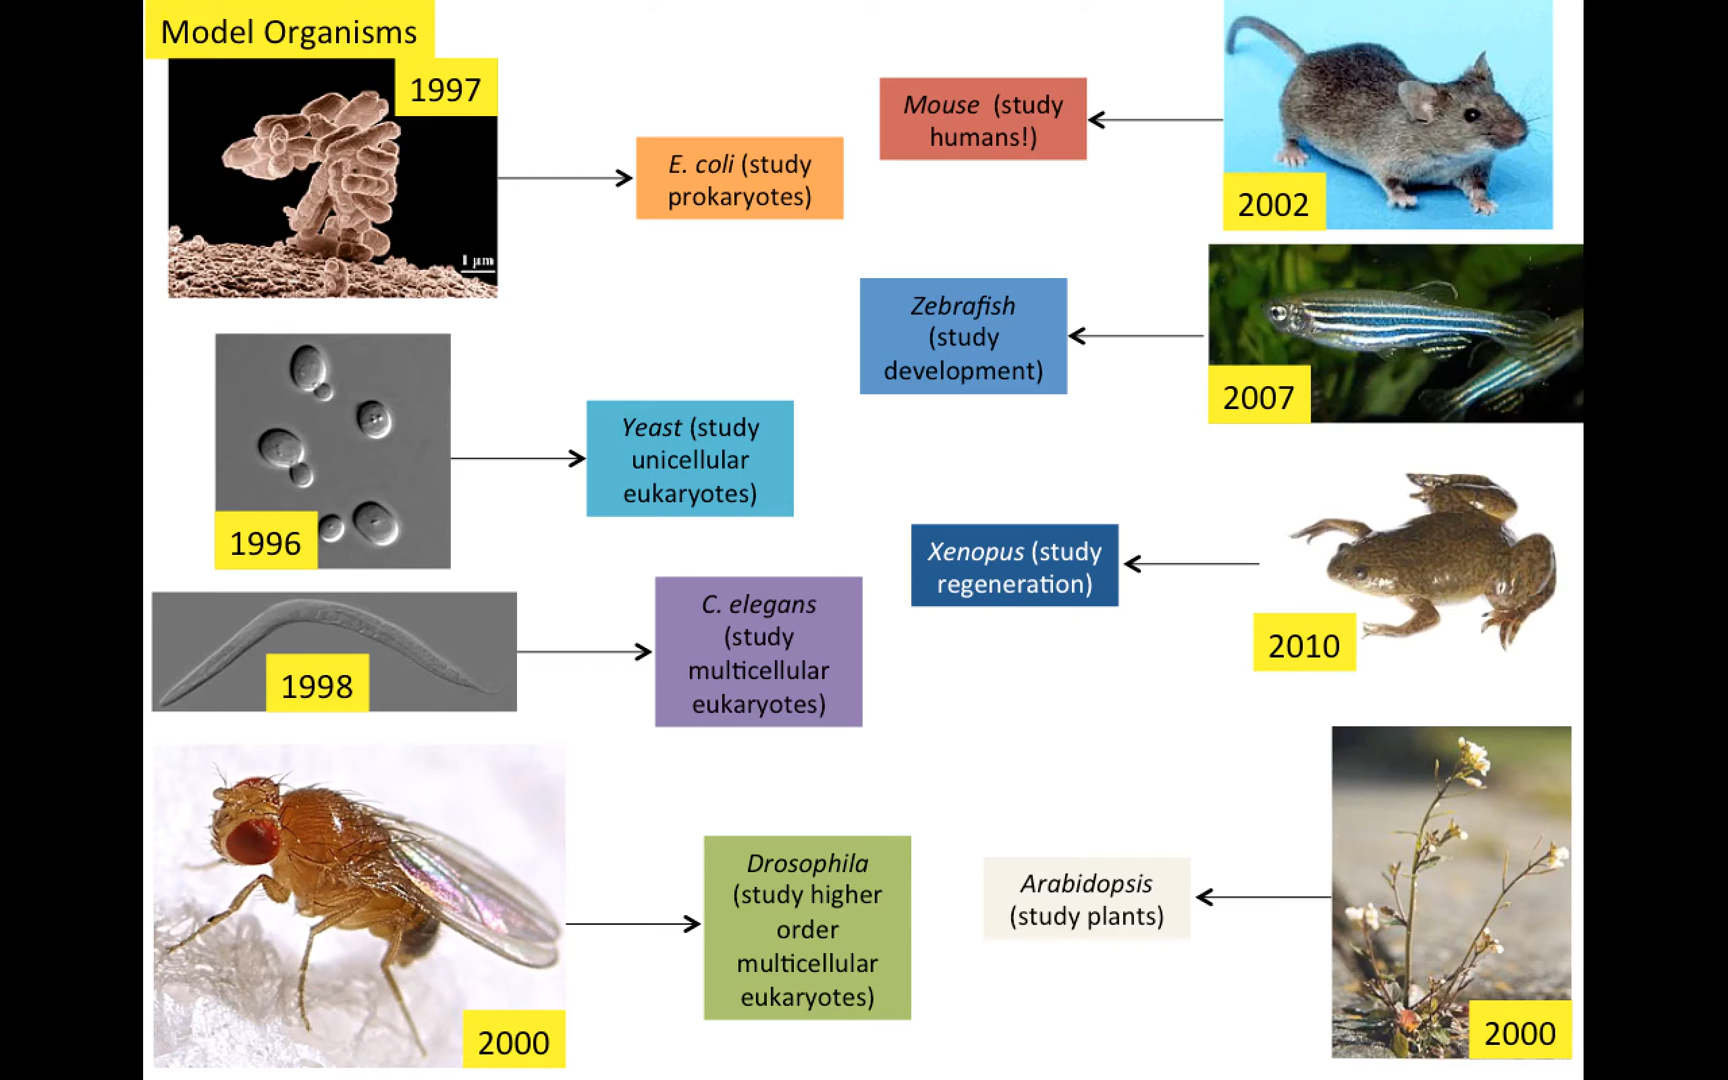 Model Organisms
1997
1 µm
E. coli (study
prokaryotes)
1996
Yeast (study
unicellular
eukaryotes)
1998
C. elegans
(study
multicellular
eukaryotes)
2000
Drosophila
(study higher
order
multicellular
eukaryotes)
Mouse (study
humans!)
2002
Zebrafish
(study
development)
2007
Xenopus (study
regeneration)
2010
Arabidopsis
(study plants)
2000